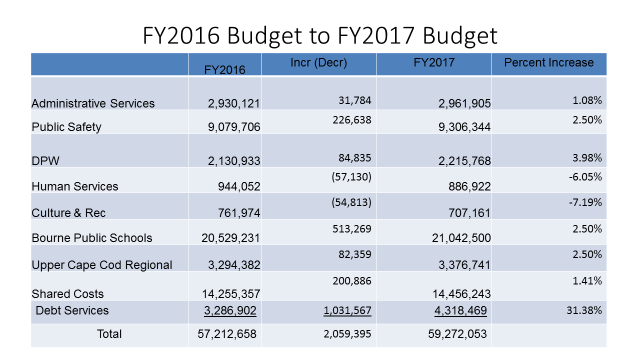 FY2016 Budget to FY2017 Budget
FY2016 Incr (Decr) FY2017 Percent Increase
Administrative Services 2,930,121 31,784 2,961,905 1.08%
Public Safety 9,079,706 226,638 9,306,344 2.50%
DPW 2,130,933 84,835 2,215,768 3.98%
Human Services 944,052 (57,130) 886,922 -6.05%
Culture & Rec 761,974 (54,813) 707,161 -7.19%
Bourne Public Schools 20,529,231 513,269 21,042,500 2.50%
Upper Cape Cod Regional 3,294,382 82,359 3,376,741 2.50%
Shared Costs 14,255,357 200,886 14,456,243 1.41%
Debt Services 3,286,902 1,031,567 4,318,469 31.38%
Total 57,212,658 2,059,395 59,272,053